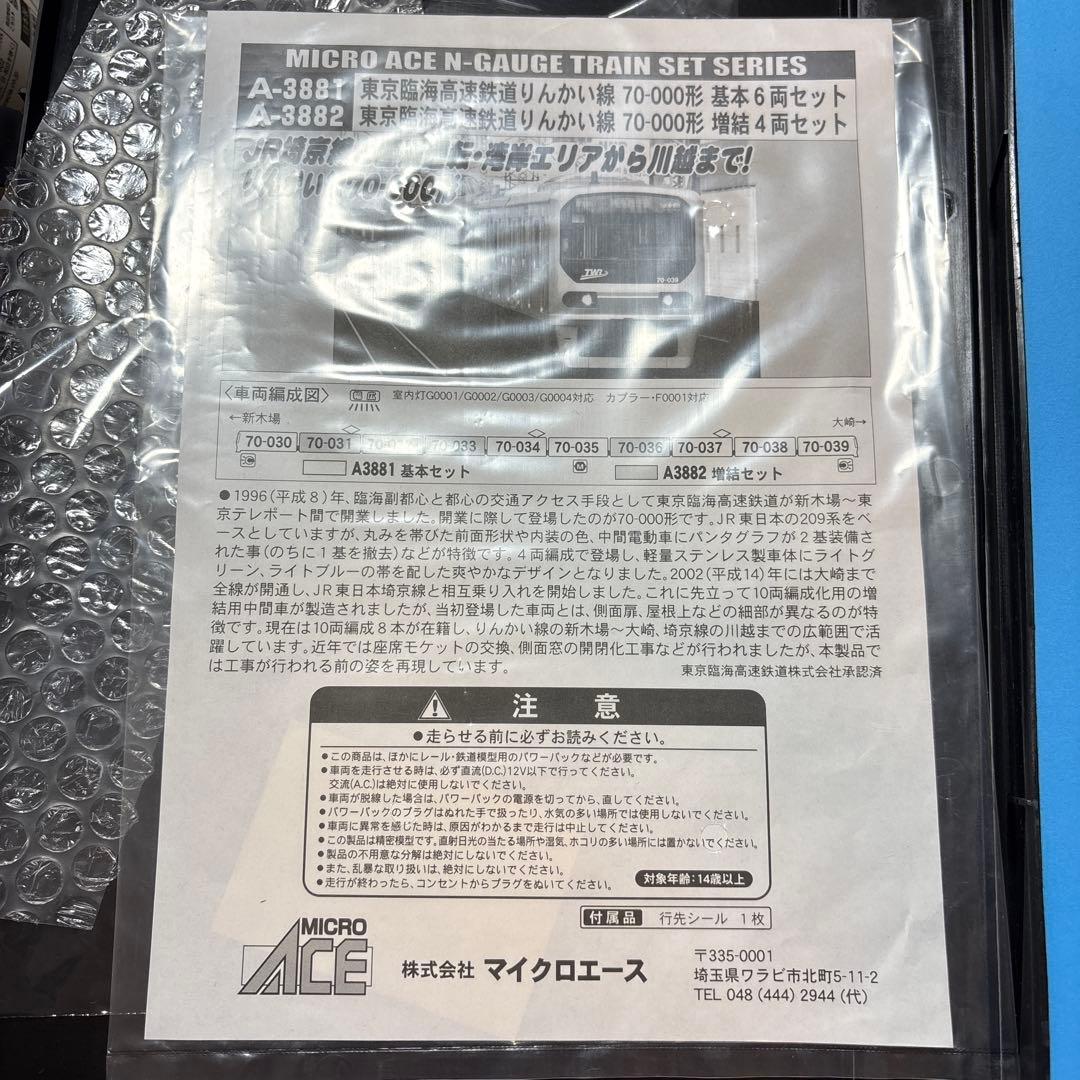 MICRO ACE N-GAUGE TRAIN SET SERIES
A-3881 東京臨海高速鉄道りんかい線 70-000形 基本6両セット
A-3882 東京臨海高速鉄道りんかい線 70-000形 増結4両セット
JR埼京線 ・湾岸エリアから川越まで!
りんかい
TWR
70-039
〈車両編成図〉 室内灯G0001/G0002/G0003/G0004対応 カプラー・F0001対応
←新木場 大崎→
70-030 70-031 70-033 70-034 70-035 70-036 70-037 70-038 70-039
A3881 基本セット M A3882 増結セット
●1996(平成8)年、臨海副都心と都心の交通アクセス手段として東京臨海高速鉄道が新木場～東
京テレポート間で開業しました。開業に際して登場したのが70-000形です。JR東日本の209系をベ
ースとしていますが、丸みを帯びた前面形状や内装の色、中間電動車にパンタグラフが2基装備さ
れた事(のちに1基を撤去)などが特徴です。4両編成で登場し、軽量ステンレス製車体にライトグ
リーン、ライトブルーの帯を配した爽やかなデザインとなりました。2002(平成14)年には大崎まで
全線が開通し、JR東日本埼京線と相互乗り入れを開始しました。これに先立って10両編成化用の増
結用中間車が製造されましたが、当初登場した車両とは、側面扉、屋根上などの細部が異なるのが特
徴です。現在は10両編成8本が在籍し、りんかい線の新木場～大崎、埼京線の川越までの広範囲で活
躍しています。近年では座席モケットの交換、側面窓の開閉化工事などが行われましたが、本製品で
は工事が行われる前の姿を再現しています。 東京臨海高速鉄道株式会社承認済
注意
●走らせる前に必ずお読みください。
●この商品は、ほかにレール・鉄道模型用のパワーパックなどが必要です。
●車両を走行させる時は、必ず直流(D.C.)12V以下で行ってください。
交流(A.C.)は絶対に使用しないでください。
●車両が脱線した場合は、パワーパックの電源を切ってから、直してください。
●パワーパックのプラグはぬれた手で扱ったり、水気の多い場所では使用しないでください。
●車両に異常を感じた時は、原因がわかるまで走行は中止してください。
●この製品は精密模型です。直射日光の当たる場所や湿気、ホコリの多い場所には置かないでください。
●製品の不用意な分解は絶対にしないでください。
●また、乱暴な取り扱いは、絶対にしないでください。
●走行が終わったら、コンセントからプラグをぬいてください。
対象年齢:14歳以上
付属品 行先シール 1枚
MICRO
ACE
株式会社 マイクロエース
〒335-0001
埼玉県ワラビ市北町5-11-2
TEL 048 (444) 2944 (代)